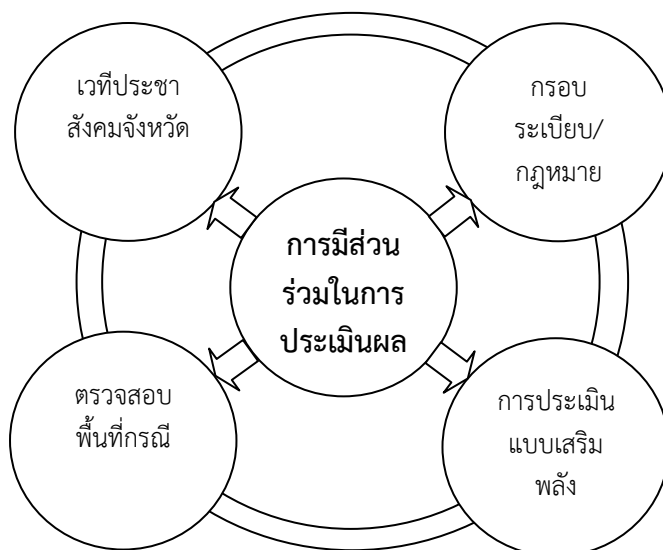 เวทีประชา
สังคมจังหวัด
กรอบ
ระเบียบ/
กฎหมาย
การมีส่วน
ร่วมในการ
ประเมินผล
ตรวจสอบ
พื้นที่กรณี
การประเมิน
แบบเสริม
พลัง